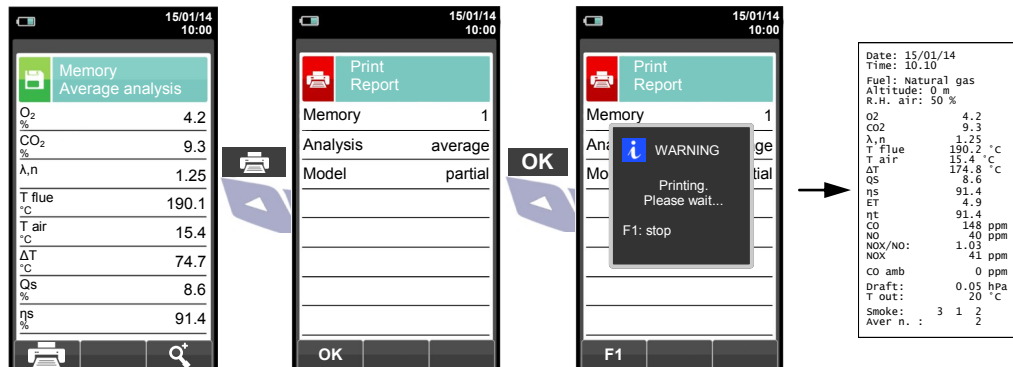 15/01/14
10:00
Memory
Average analysis
O2
%
4.2
CO2
%
9.3
λ,n
1.25
T flue
°C
190.1
T air
°C
15.4
ΔT
°C
74.7
Qs
%
8.6
ηs
%
91.4
15/01/14
10:00
Print
Report
Memory 1
Analysis average
Model partial
OK
OK
15/01/14
10:00
Print
Report
Memory 1
Ana ge
Mo tial
i WARNING
Printing.
Please wait...
F1: stop
F1
Date: 15/01/14
Time: 10.10
Fuel: Natural gas
Altitude: 0 m
R.H. air: 50 %
O2 4.2
CO2 9.3
λ,n 1.25
T flue 190.2 °C
T air 15.4 °C
ΔT 174.8 °C
QS 8.6
ηs 91.4
ET 4.9
ηt 91.4
CO 148 ppm
NO 40 ppm
NOX/NO: 1.03
NOX 41 ppm
CO amb 0 ppm
Draft: 0.05 hPa
T out: 20 °C
Smoke: 3 1 2
Aver n. : 2